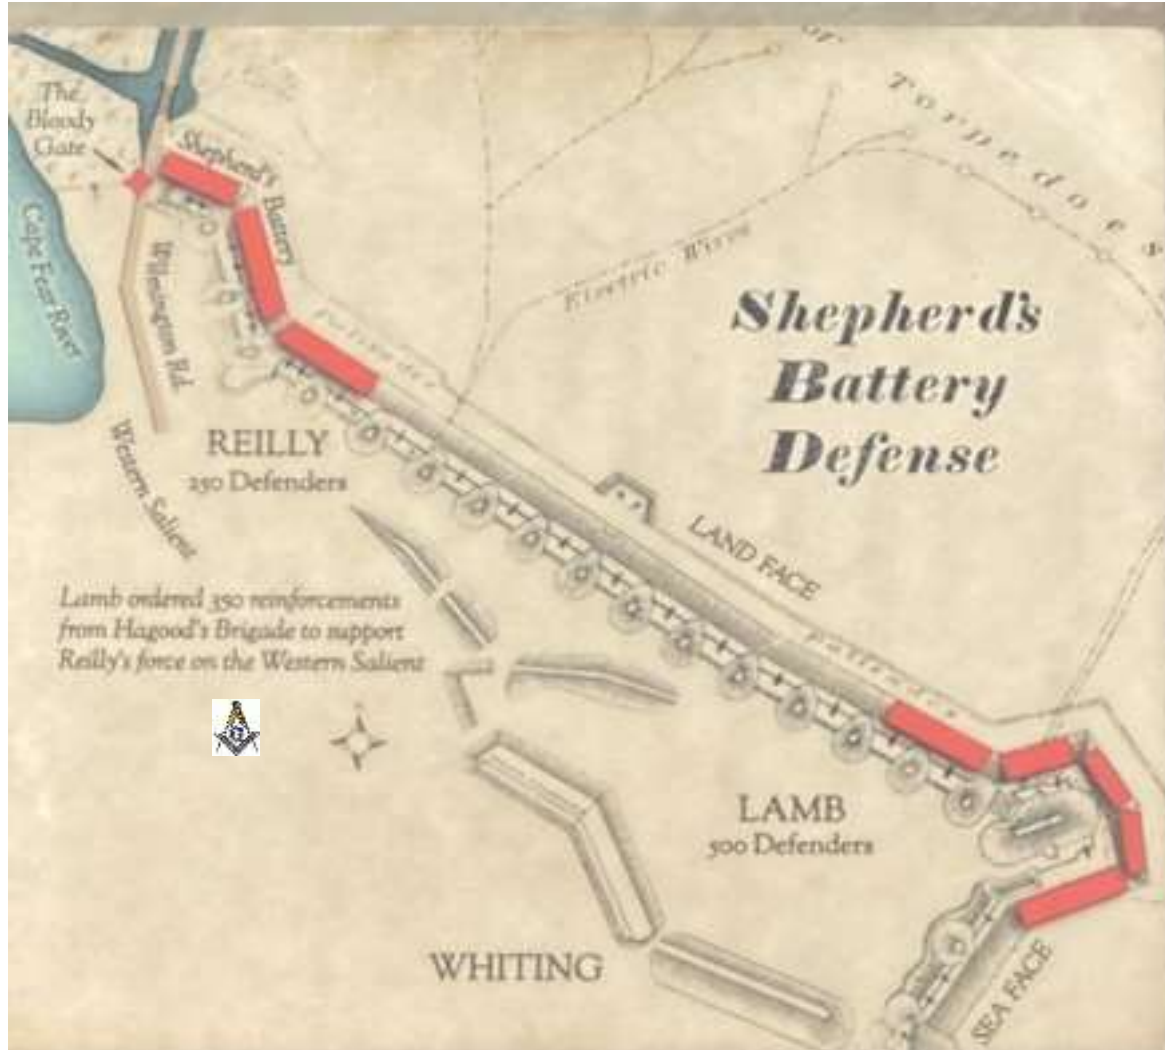 or
Torpedoes
The
Bloody
Gate
Shepherd's Battery
Cape Fear River
Wilmington Rd.
Electric Wires
Shepherd's
Battery
Defense
Palisades
REILLY
250 Defenders
Western Salient
LAND FACE
Lamb ordered 350 reinforcements
from Hagood's Brigade to support
Reilly's force on the Western Salient
Palisades
LAMB
500 Defenders
WHITING
SEA FACE
G